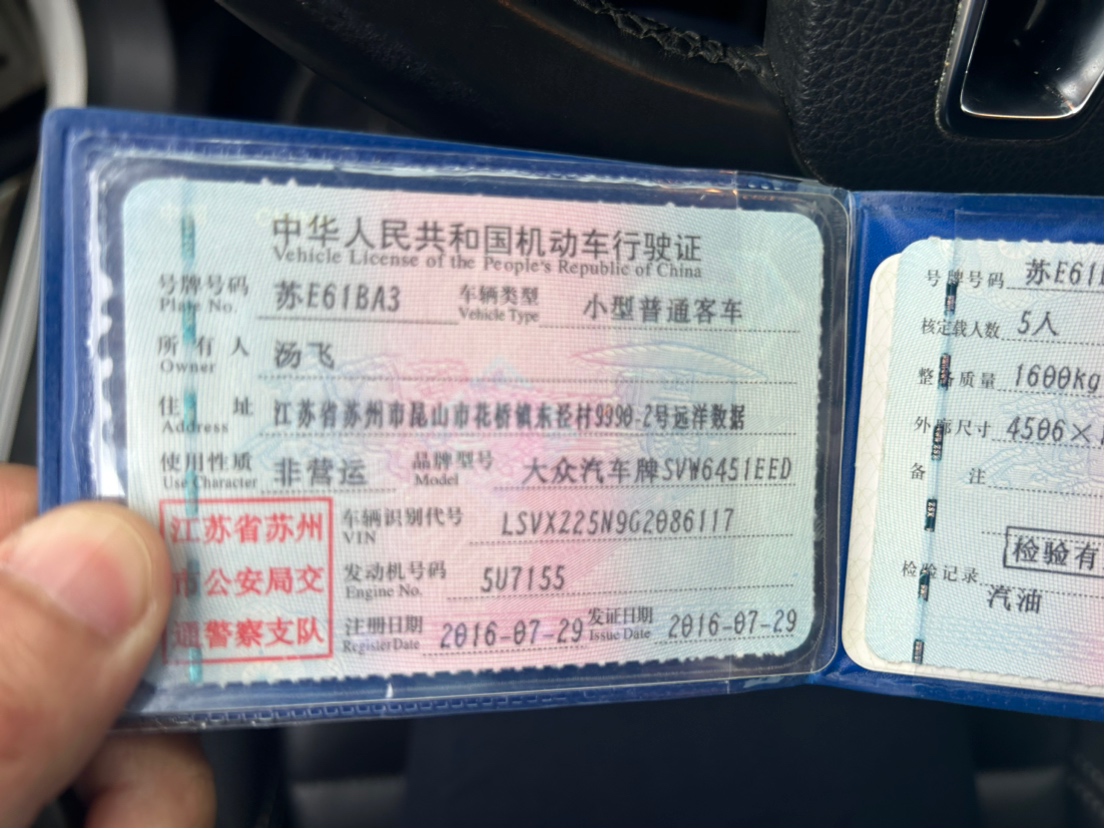 中华人民共和国机动车行驶证
Vehicle License of the People's Republic of China
号牌号码 苏E61BA3 车辆类型 小型普通客车
Plate No. Vehicle Type
所有人 汤飞
Owner
住址 江苏省苏州市昆山市花桥镇东泾村9990-2号远洋数据
Address
使用性质 非营运 品牌型号 大众汽车牌SVW6451EED
Use Character Model
江苏省苏州
市公安局交
通警察支队
车辆识别代号 LSVXZ25N9G2086117
VIN
发动机号码 5U7155
Engine No.
注册日期 2016-07-29 发证日期 2016-07-29
Register Date Issue Date
号牌号码 苏E61
核定载人数 5人
整备质量 1600kg
外廓尺寸 4506×
备注
检验有
检验记录
汽油